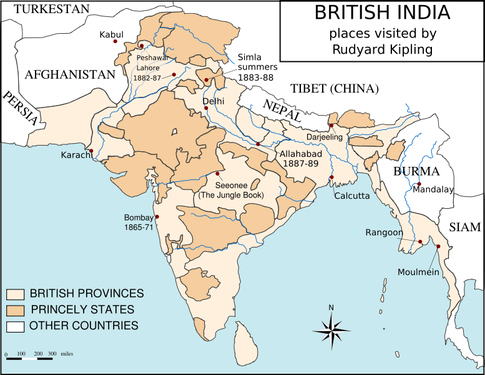 BRITISH INDIA
places visited by
Rudyard Kipling
TURKESTAN
Kabul
Peshawar
Lahore
1882-87
Simla
summers
1883-88
AFGHANISTAN
TIBET (CHINA)
PERSIA
Delhi
NEPAL
Darjeeling
Karachi
Allahabad
1887-89
BURMA
Mandalay
Seeonee
(The Jungle Book)
Calcutta
Bombay
1865-71
Rangoon
SIAM
Moulmein
BRITISH PROVINCES
PRINCELY STATES
OTHER COUNTRIES
N
0 100 200 300 miles